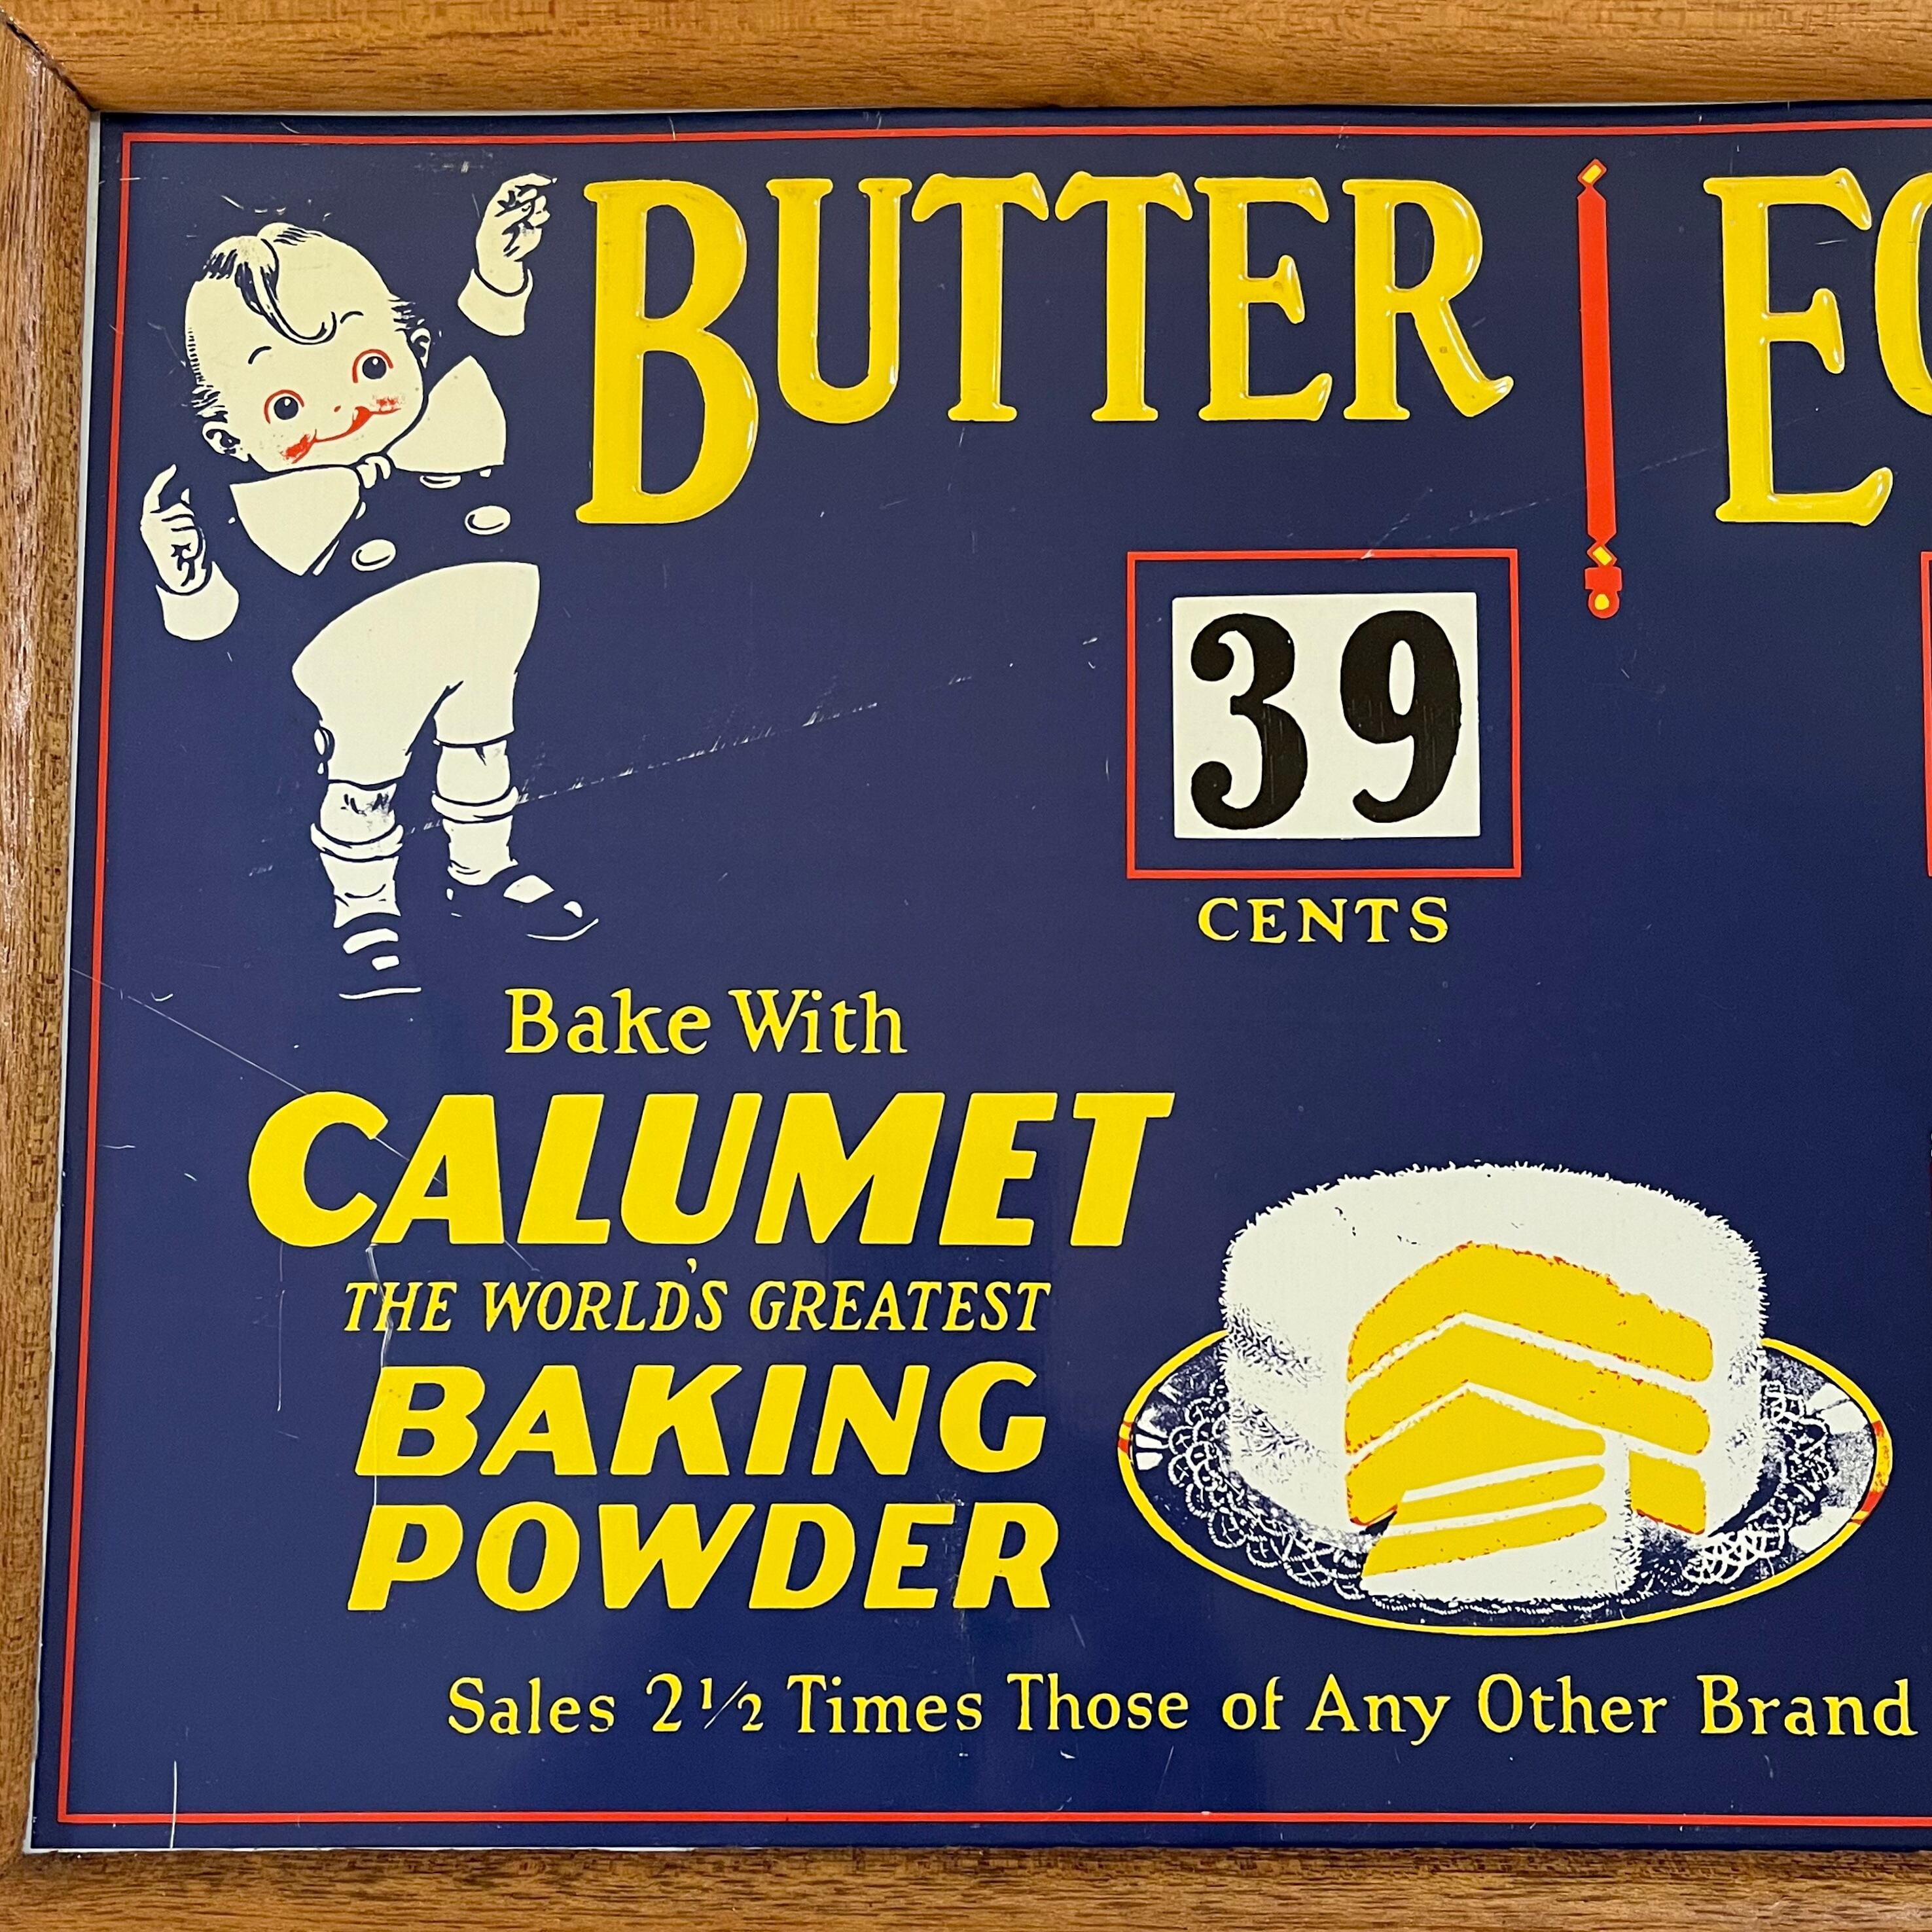 BUTTER
39
CENTS
Bake With
CALUMET
THE WORLD'S GREATEST
BAKING
POWDER
Sales 2½ Times Those of Any Other Brand